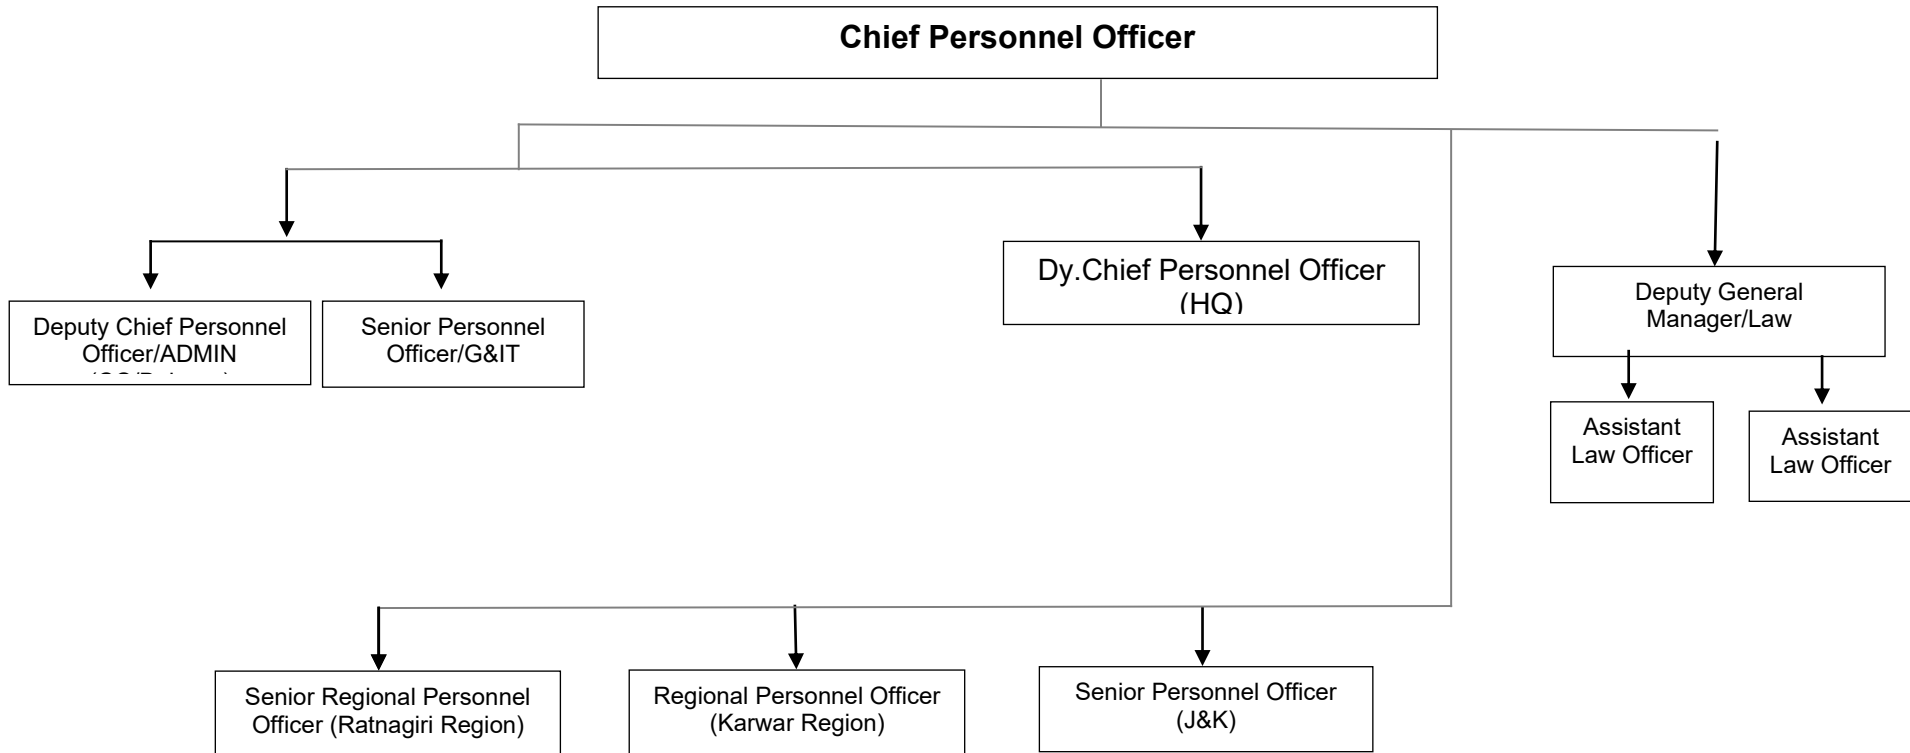 Chief Personnel Officer
Dy.Chief Personnel Officer
(HQ)
Deputy General
Manager/Law
Deputy Chief Personnel
Officer/ADMIN
Senior Personnel
Officer/G&IT
Assistant
Law Officer
Assistant
Law Officer
Senior Regional Personnel
Officer (Ratnagiri Region)
Regional Personnel Officer
(Karwar Region)
Senior Personnel Officer
(J&K)